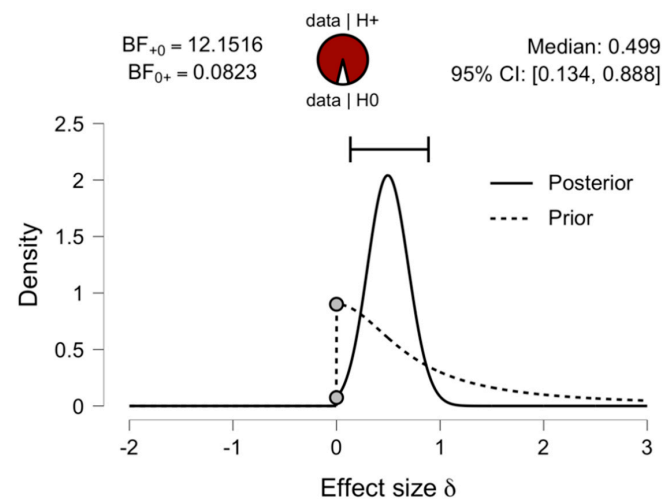 data | H+
BF+0 = 12.1516
BF0+ = 0.0823
data | H0
Median: 0.499
95% CI: [0.134, 0.888]
Posterior
Prior
Density
2.5
2
1.5
1
0.5
0
-2 -1 0 1 2 3
Effect size δ